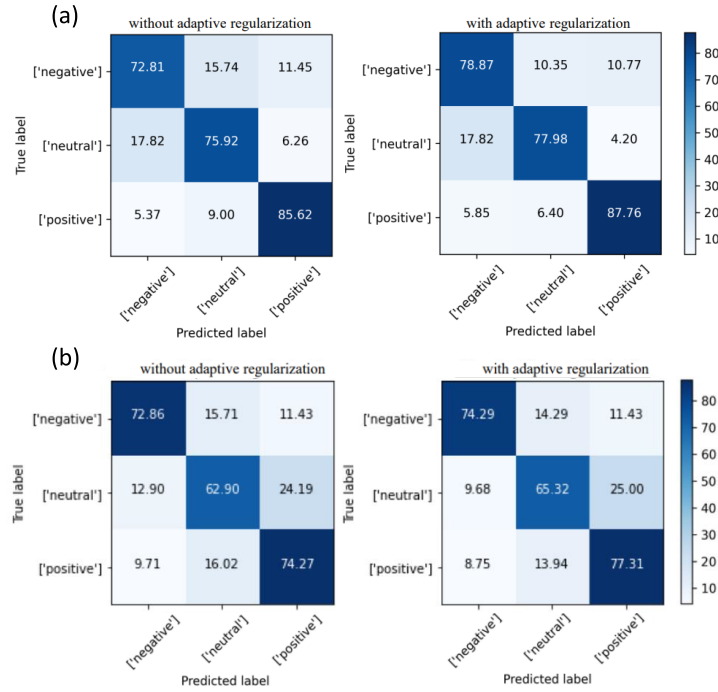 (a)
without adaptive regularization
with adaptive regularization
['negative'] 72.81 15.74 11.45
['neutral'] 17.82 75.92 6.26
['positive'] 5.37 9.00 85.62
True label
['negative'] ['neutral'] ['positive']
Predicted label
['negative'] 78.87 10.35 10.77
['neutral'] 17.82 77.98 4.20
['positive'] 5.85 6.40 87.76
True label
['negative'] ['neutral'] ['positive']
Predicted label
80
70
60
50
40
30
20
10
(b)
without adaptive regularization
with adaptive regularization
['negative'] 72.86 15.71 11.43
['neutral'] 12.90 62.90 24.19
['positive'] 9.71 16.02 74.27
True label
['negative'] ['neutral'] ['positive']
Predicted label
['negative'] 74.29 14.29 11.43
['neutral'] 9.68 65.32 25.00
['positive'] 8.75 13.94 77.31
True label
['negative'] ['neutral'] ['positive']
Predicted label
80
70
60
50
40
30
20
10